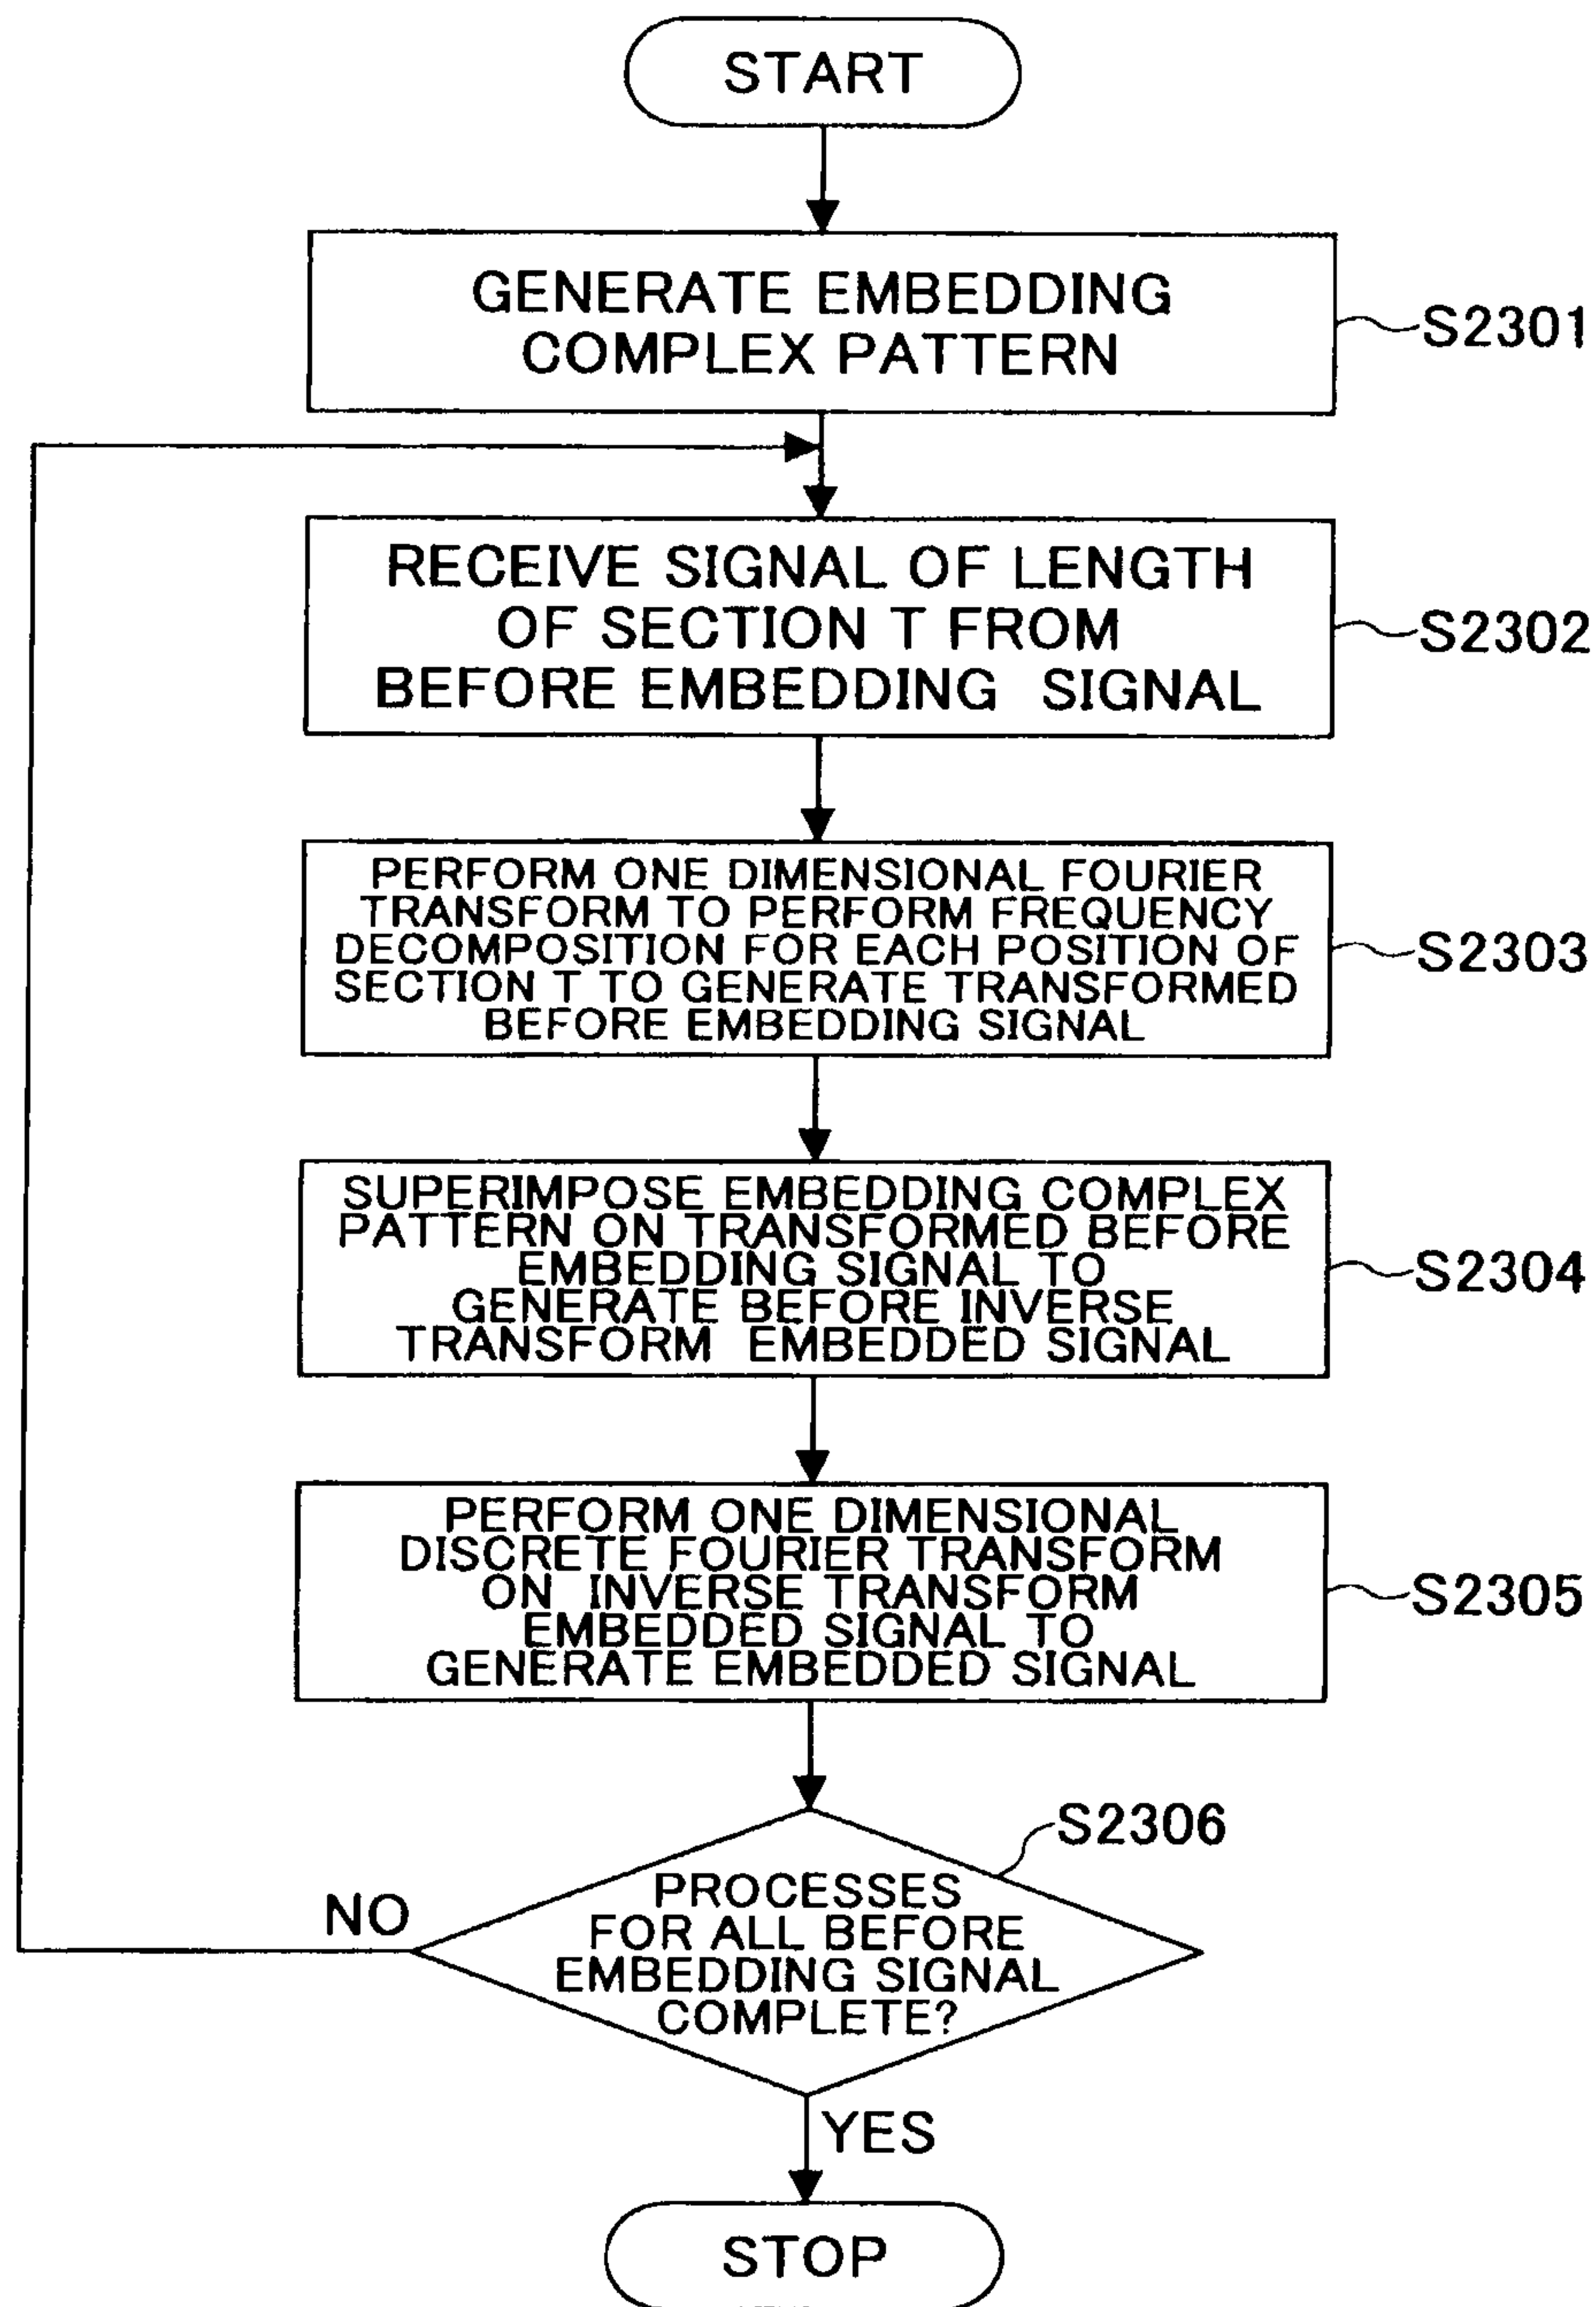 START
GENERATE EMBEDDING
COMPLEX PATTERN
S2301
RECEIVE SIGNAL OF LENGTH
OF SECTION T FROM
BEFORE EMBEDDING SIGNAL
S2302
PERFORM ONE DIMENSIONAL FOURIER
TRANSFORM TO PERFORM FREQUENCY
DECOMPOSITION FOR EACH POSITION OF
SECTION T TO GENERATE TRANSFORMED
BEFORE EMBEDDING SIGNAL
S2303
SUPERIMPOSE EMBEDDING COMPLEX
PATTERN ON TRANSFORMED BEFORE
EMBEDDING SIGNAL TO
GENERATE BEFORE INVERSE
TRANSFORM EMBEDDED SIGNAL
S2304
PERFORM ONE DIMENSIONAL
DISCRETE FOURIER TRANSFORM
ON INVERSE TRANSFORM
EMBEDDED SIGNAL TO
GENERATE EMBEDDED SIGNAL
S2305
S2306
PROCESSES
FOR ALL BEFORE
EMBEDDING SIGNAL
COMPLETE?
NO
YES
STOP